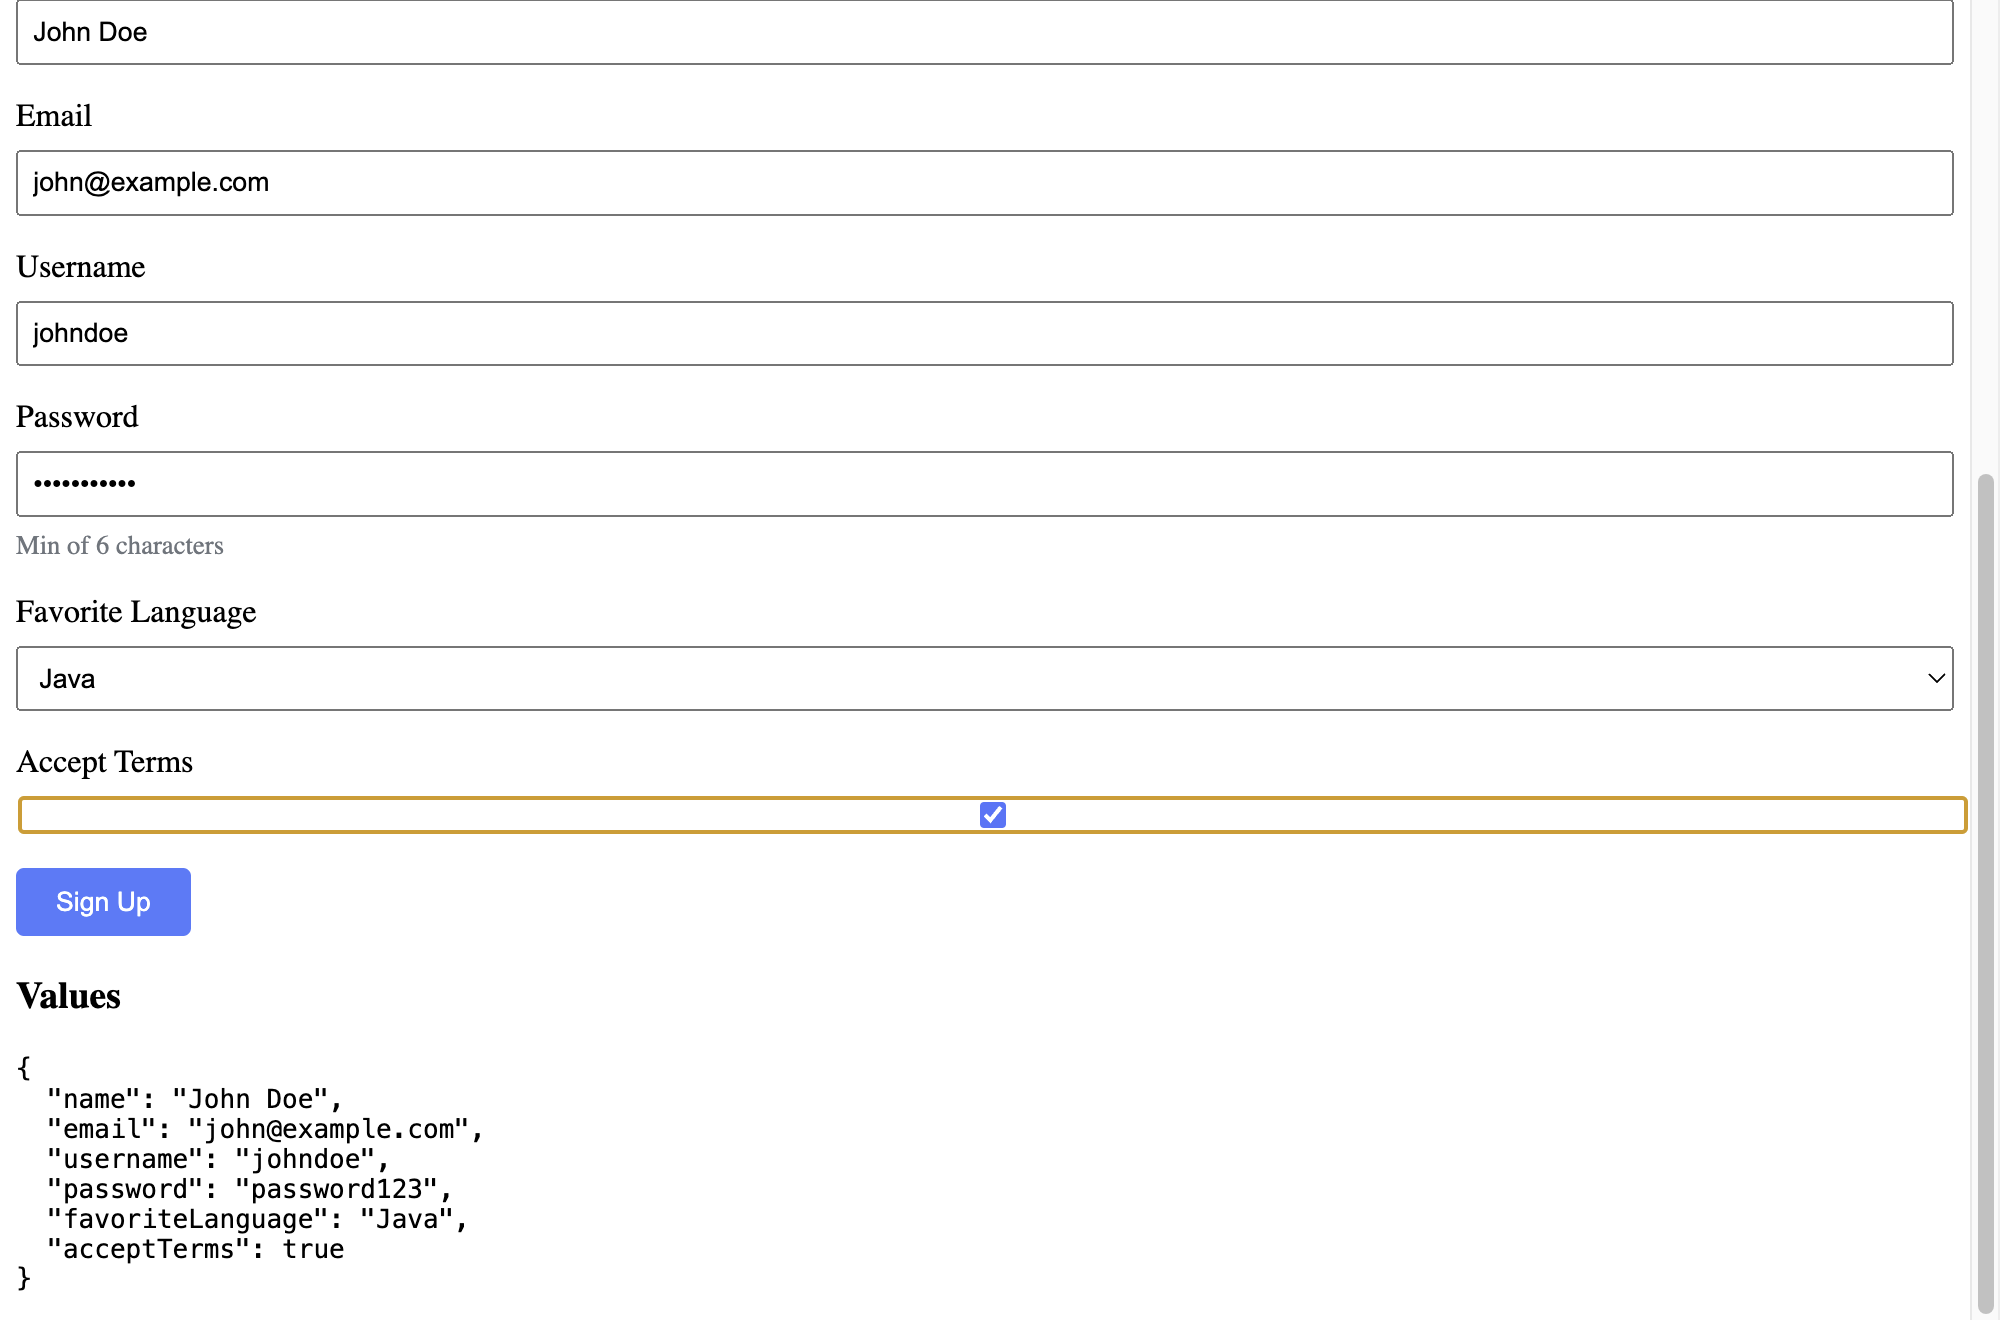 John Doe
Email
john@example.com
Username
johndoe
Password
•••••••••••
Min of 6 characters
Favorite Language
Java
Accept Terms
Sign Up
Values
{
  "name": "John Doe",
  "email": "john@example.com",
  "username": "johndoe",
  "password": "password123",
  "favoriteLanguage": "Java",
  "acceptTerms": true
}